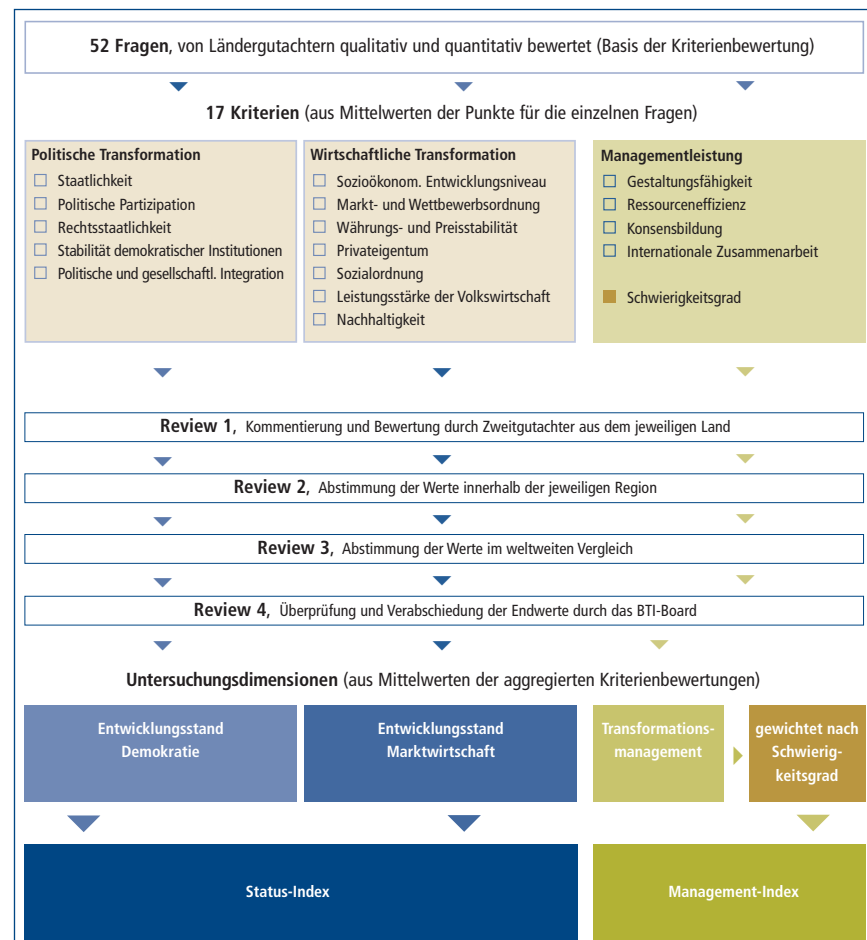 52 Fragen, von Ländergutachtern qualitativ und quantitativ bewertet (Basis der Kriterienbewertung)
17 Kriterien (aus Mittelwerten der Punkte für die einzelnen Fragen)
Politische Transformation
Staatlichkeit
Politische Partizipation
Rechtsstaatlichkeit
Stabilität demokratischer Institutionen
Politische und gesellschaftl. Integration
Wirtschaftliche Transformation
Sozioökonom. Entwicklungsniveau
Markt- und Wettbewerbsordnung
Währungs- und Preisstabilität
Privateigentum
Sozialordnung
Leistungsstärke der Volkswirtschaft
Nachhaltigkeit
Managementleistung
Gestaltungsfähigkeit
Ressourceneffizienz
Konsensbildung
Internationale Zusammenarbeit
Schwierigkeitsgrad
Review 1, Kommentierung und Bewertung durch Zweitgutachter aus dem jeweiligen Land
Review 2, Abstimmung der Werte innerhalb der jeweiligen Region
Review 3, Abstimmung der Werte im weltweiten Vergleich
Review 4, Überprüfung und Verabschiedung der Endwerte durch das BTI-Board
Untersuchungsdimensionen (aus Mittelwerten der aggregierten Kriterienbewertungen)
Entwicklungsstand
Demokratie
Entwicklungsstand
Marktwirtschaft
Transformations-
management
gewichtet nach
Schwierig-
keitsgrad
Status-Index
Management-Index